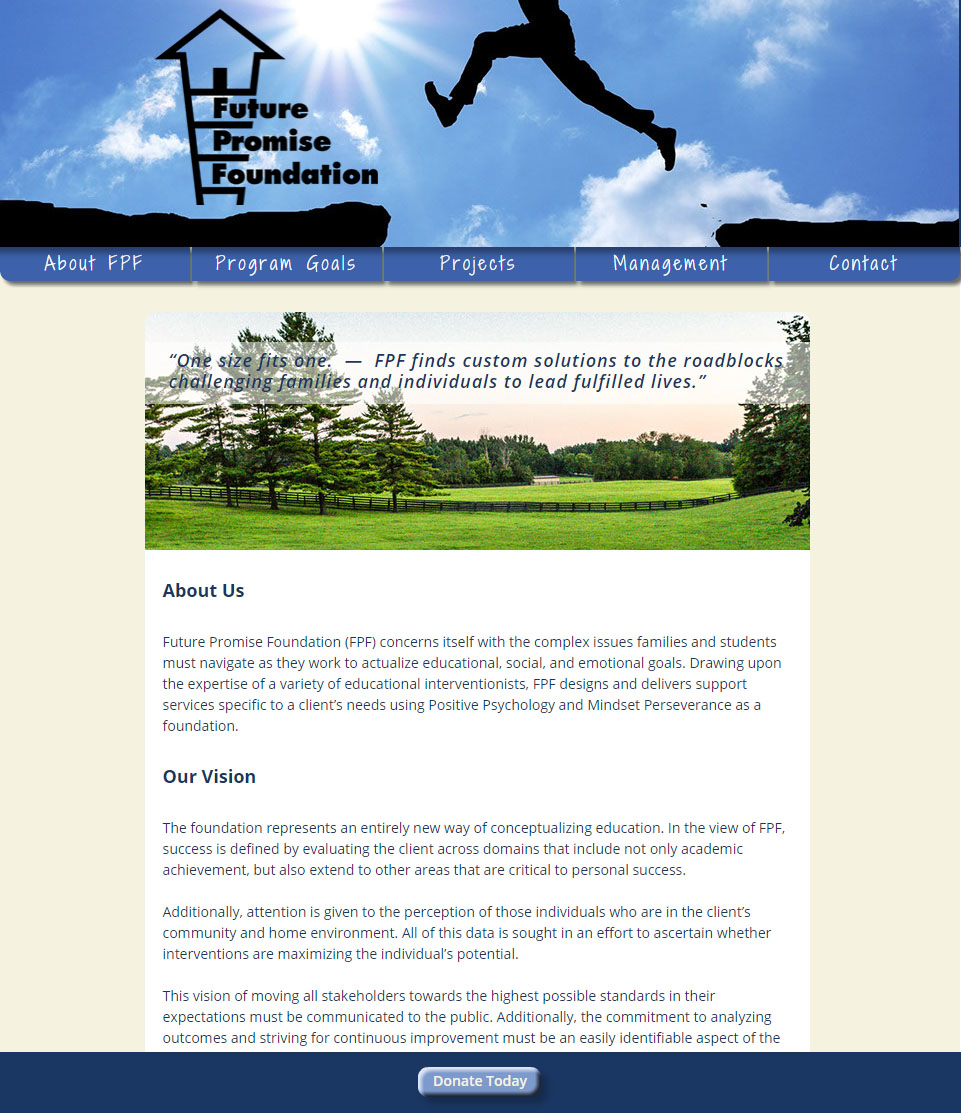 Future
Promise
Foundation
About FPF
Program Goals
Projects
Management
Contact
“One size fits one. — FPF finds custom solutions to the roadblocks
challenging families and individuals to lead fulfilled lives.”
About Us
Future Promise Foundation (FPF) concerns itself with the complex issues families and students
must navigate as they work to actualize educational, social, and emotional goals. Drawing upon
the expertise of a variety of educational interventionists, FPF designs and delivers support
services specific to a client’s needs using Positive Psychology and Mindset Perseverance as a
foundation.
Our Vision
The foundation represents an entirely new way of conceptualizing education. In the view of FPF,
success is defined by evaluating the client across domains that include not only academic
achievement, but also extend to other areas that are critical to personal success.
Additionally, attention is given to the perception of those individuals who are in the client’s
community and home environment. All of this data is sought in an effort to ascertain whether
interventions are maximizing the individual’s potential.
This vision of moving all stakeholders towards the highest possible standards in their
expectations must be communicated to the public. Additionally, the commitment to analyzing
outcomes and striving for continuous improvement must be an easily identifiable aspect of the
Donate Today